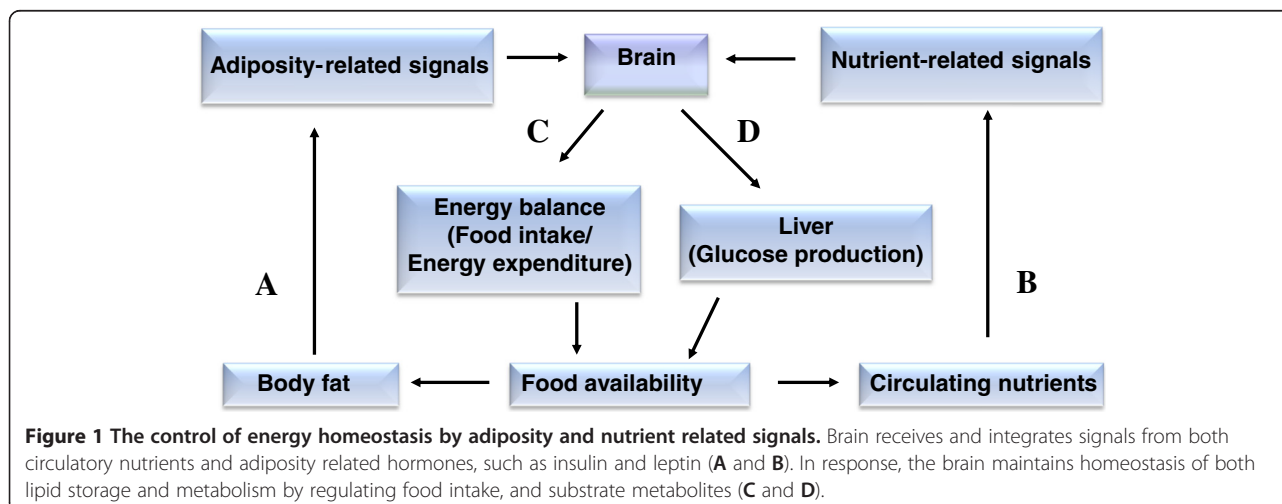 Adiposity-related signals
Brain
Nutrient-related signals
C
D
Energy balance
(Food intake/
Energy expenditure)
Liver
(Glucose production)
A
B
Body fat
Food availability
Circulating nutrients
Figure 1 The control of energy homeostasis by adiposity and nutrient related signals. Brain receives and integrates signals from both
circulatory nutrients and adiposity related hormones, such as insulin and leptin (A and B). In response, the brain maintains homeostasis of both
lipid storage and metabolism by regulating food intake, and substrate metabolites (C and D).